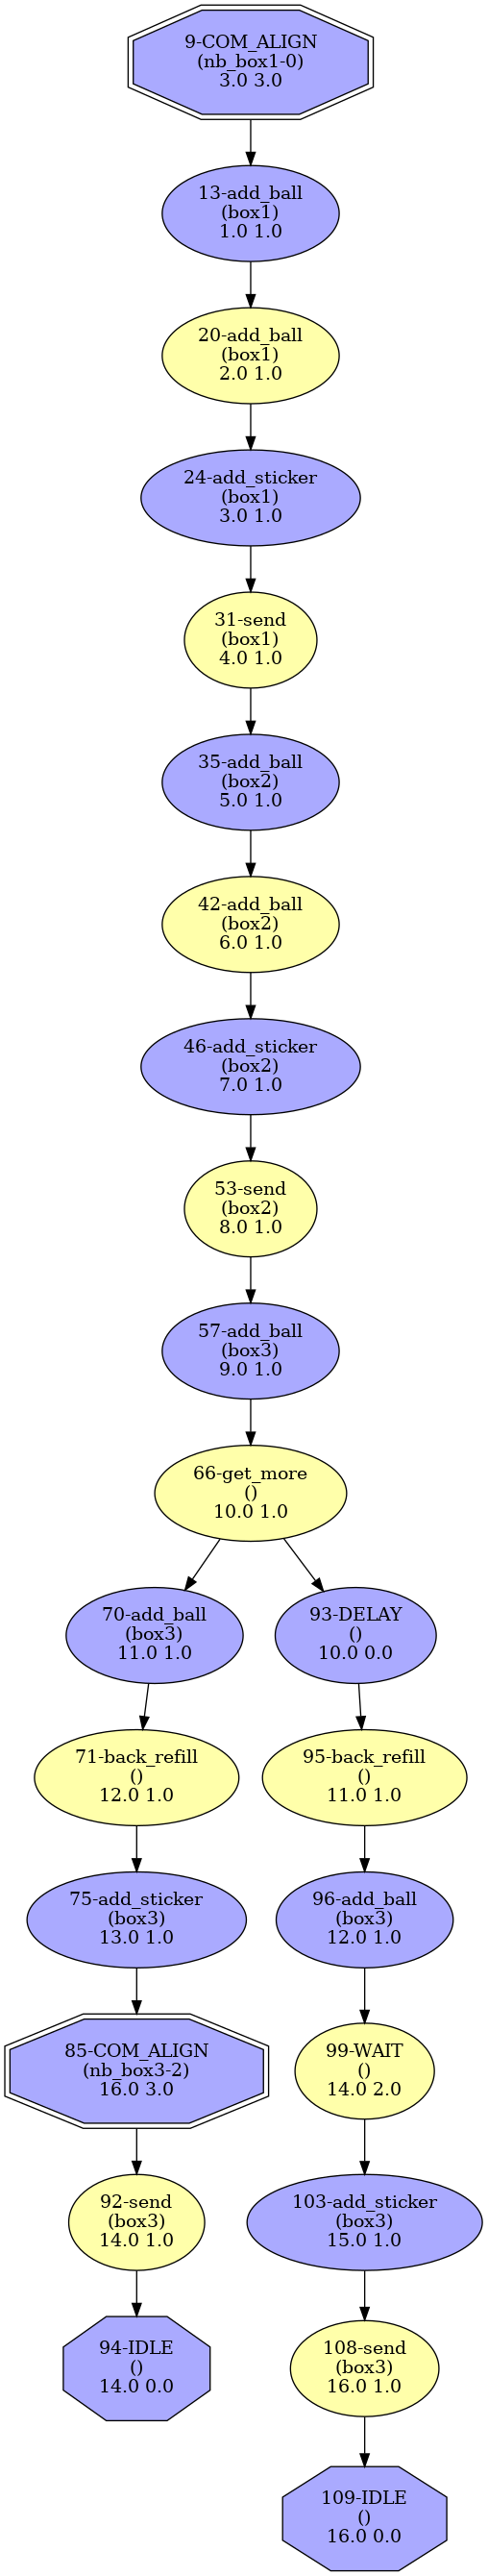 9-COM_ALIGN
(nb_box1-0)
3.0 3.0
13-add_ball
(box1)
1.0 1.0
20-add_ball
(box1)
2.0 1.0
24-add_sticker
(box1)
3.0 1.0
31-send
(box1)
4.0 1.0
35-add_ball
(box2)
5.0 1.0
42-add_ball
(box2)
6.0 1.0
46-add_sticker
(box2)
7.0 1.0
53-send
(box2)
8.0 1.0
57-add_ball
(box3)
9.0 1.0
66-get_more
()
10.0 1.0
70-add_ball
(box3)
11.0 1.0
93-DELAY
()
10.0 0.0
71-back_refill
()
12.0 1.0
95-back_refill
()
11.0 1.0
75-add_sticker
(box3)
13.0 1.0
96-add_ball
(box3)
12.0 1.0
85-COM_ALIGN
(nb_box3-2)
16.0 3.0
99-WAIT
()
14.0 2.0
92-send
(box3)
14.0 1.0
103-add_sticker
(box3)
15.0 1.0
94-IDLE
()
14.0 0.0
108-send
(box3)
16.0 1.0
109-IDLE
()
16.0 0.0